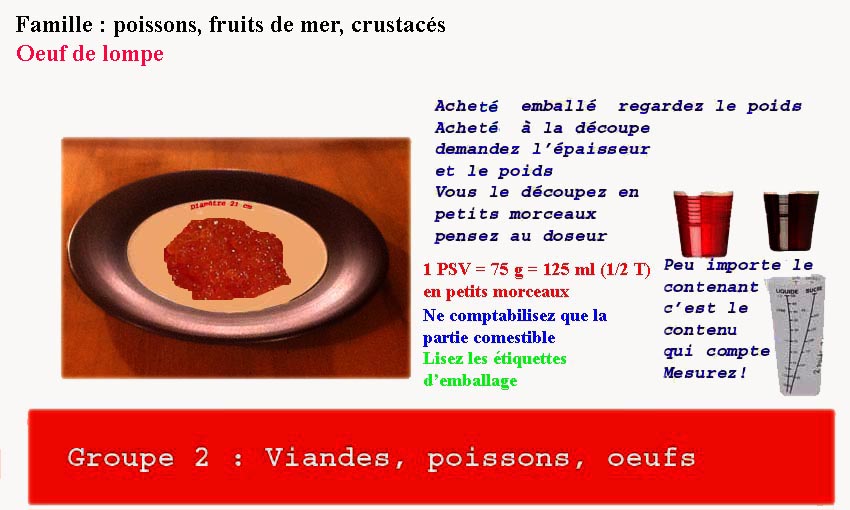 Famille : poissons, fruits de mer, crustacés
Oeuf de lompe
Acheté emballé regardez le poids
Acheté à la découpe
demandez l'épaisseur
et le poids
Vous le découpez en
petits morceaux
pensez au doseur
Diamètre 21 cm
1 PSV = 75 g = 125 ml (1/2 T)
en petits morceaux
Ne comptabilisez que la
partie comestible
Lisez les étiquettes
d'emballage
Peu importe le
contenant
c'est le
contenu
qui compte
Mesurez!
LIQUIDE SUCRE
Groupe 2 : Viandes, poissons, oeufs